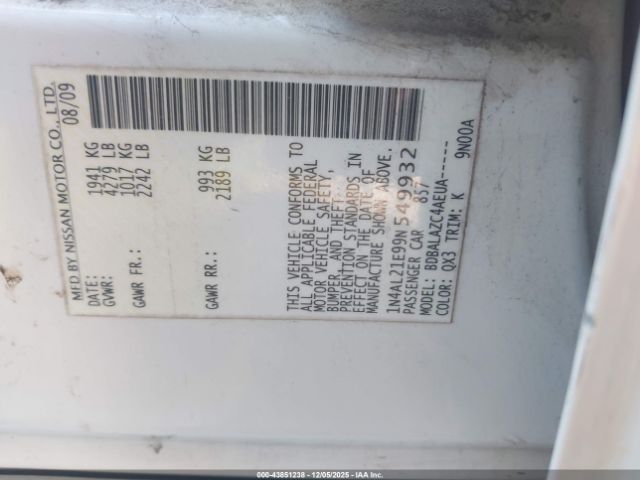 MFD BY NISSAN MOTOR CO., LTD.
DATE: 08/09
GVWR: 1941 KG
4279 LB
GAWR FR: 1017 KG
2242 LB
GAWR RR: 993 KG
2189 LB
THIS VEHICLE CONFORMS TO
ALL APPLICABLE FEDERAL
MOTOR VEHICLE SAFETY,
BUMPER, AND THEFT
PREVENTION STANDARDS IN
EFFECT ON THE DATE OF
MANUFACTURE SHOWN ABOVE.
1N4AL21E99N549932
PASSENGER CAR 857
MODEL: BDBALAZC4AEUA-----
COLOR: QX3 TRIM: K 9N00A
000-43851238 - 12/05/2025 - IAA Inc.